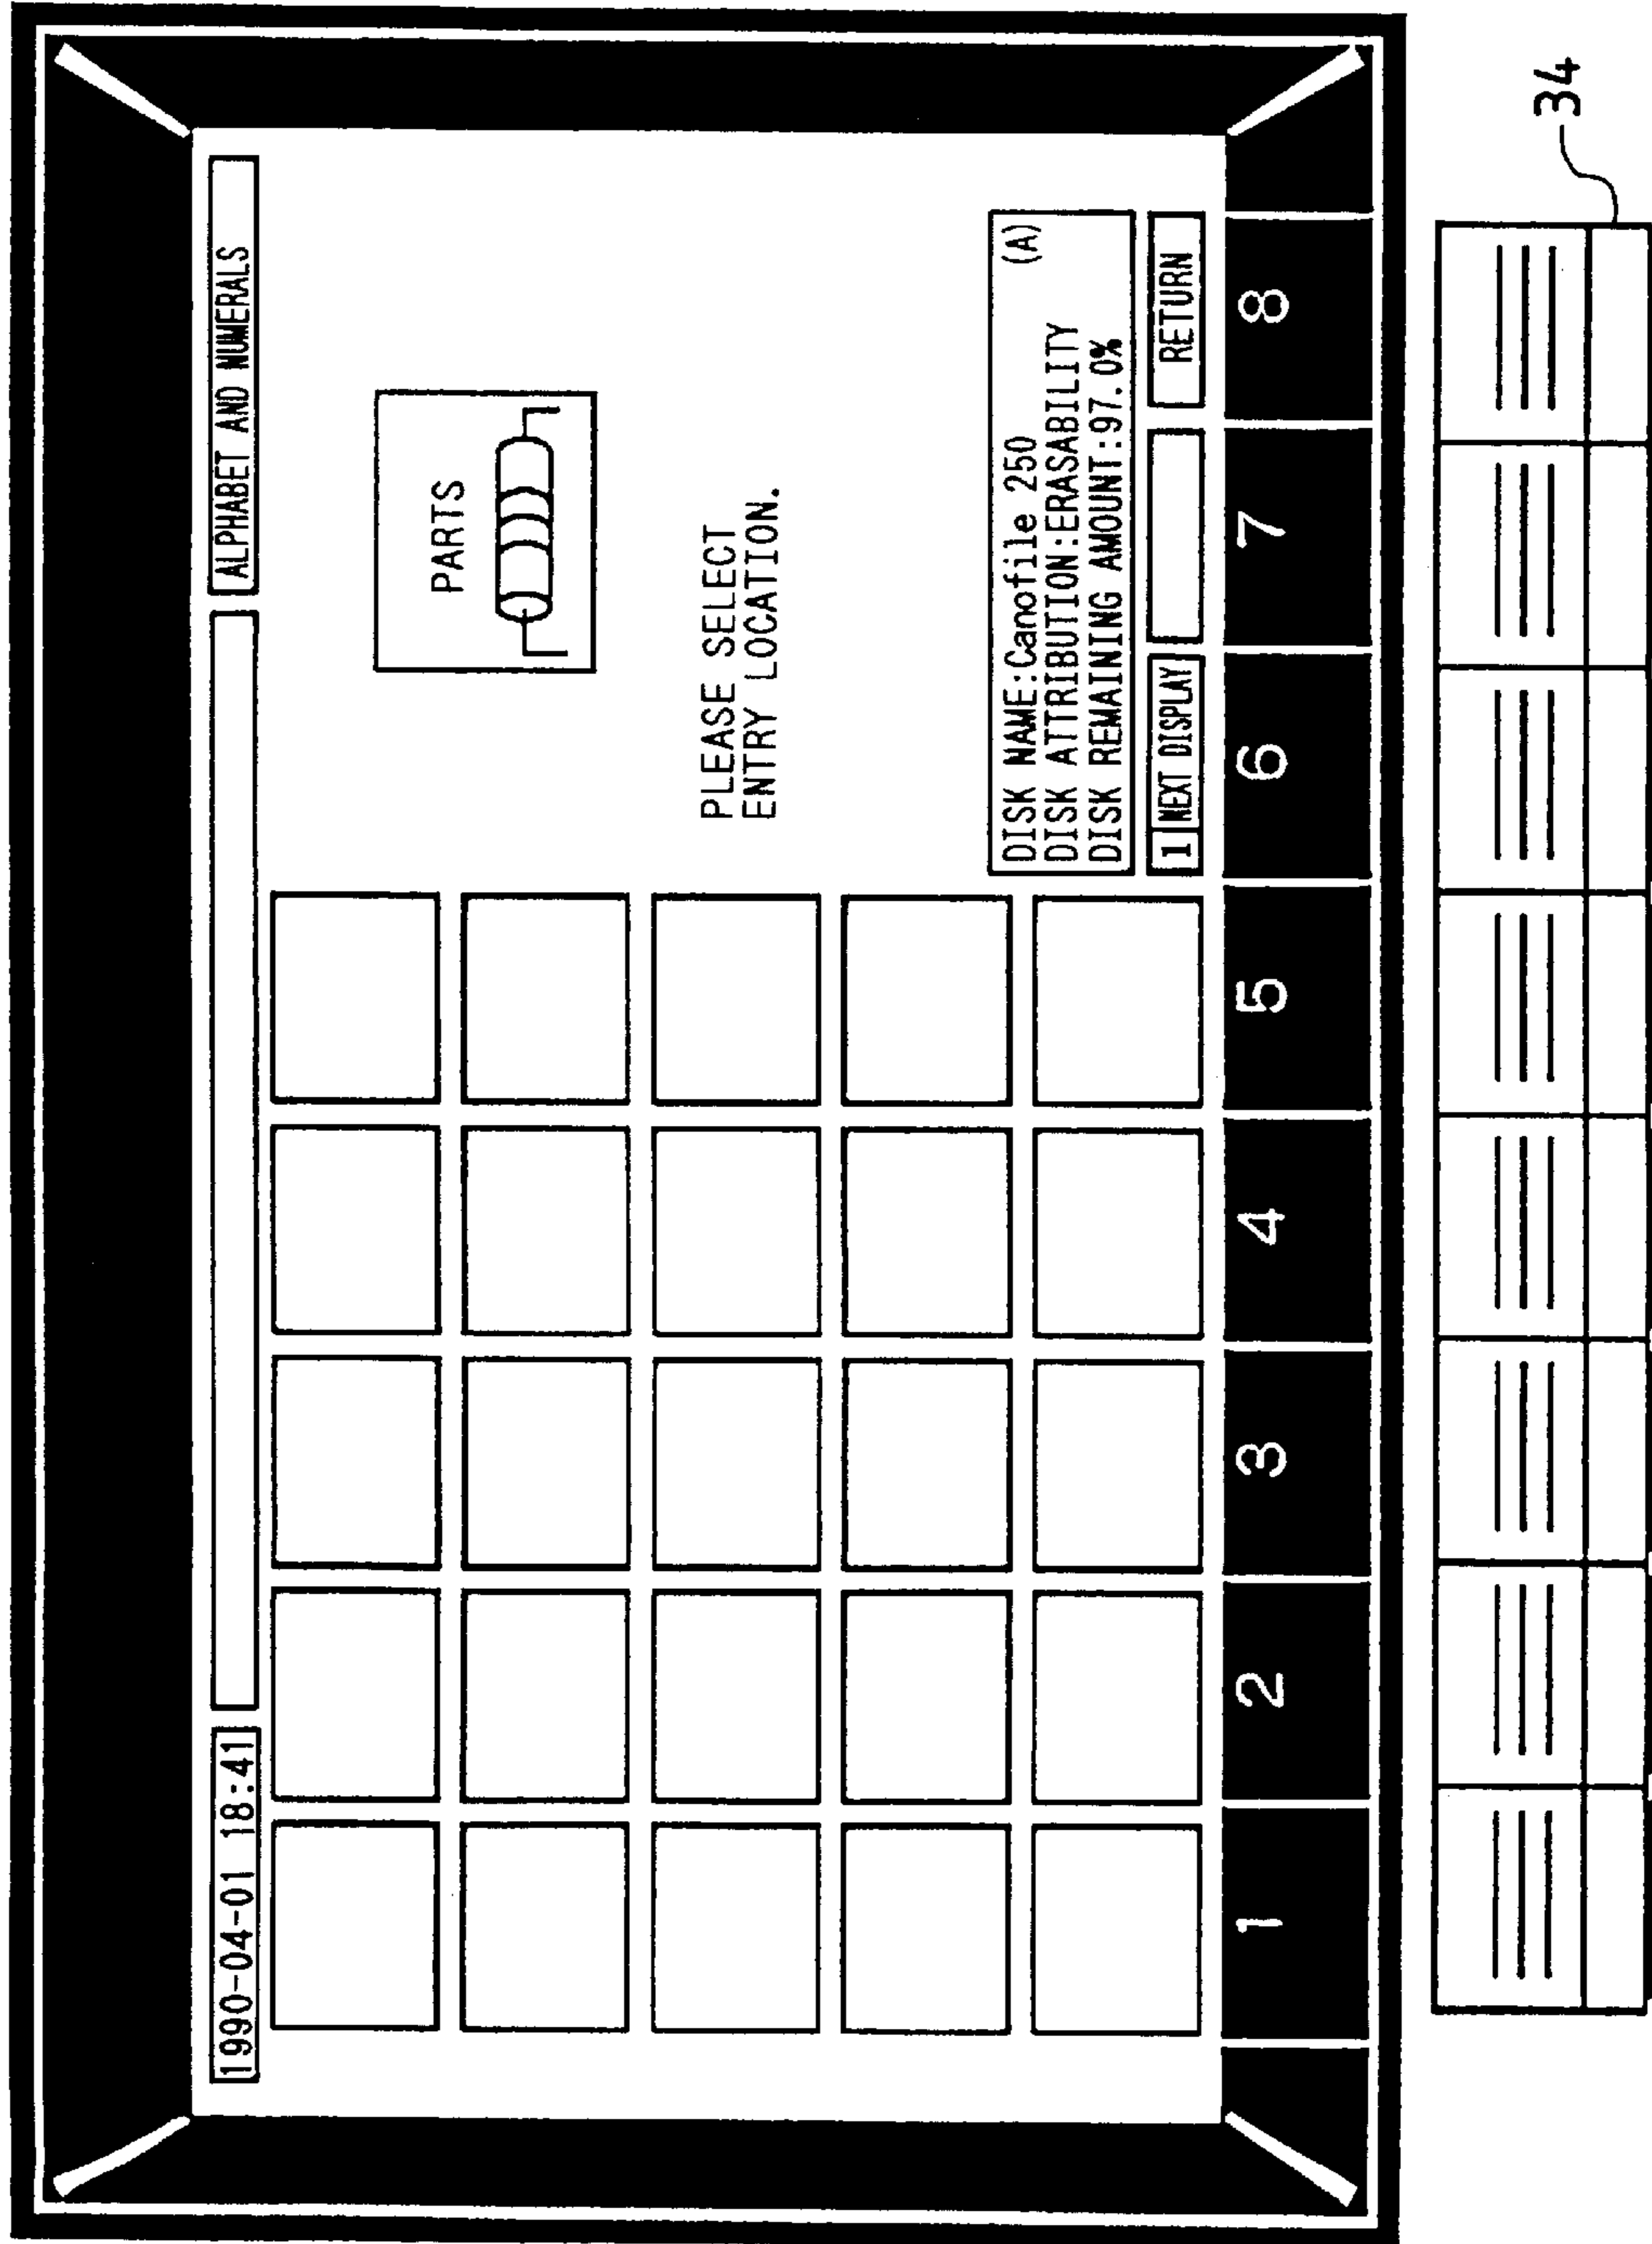 1990-04-01 18:41
ALPHABET AND NUMERALS
PARTS
PLEASE SELECT
ENTRY LOCATION.
DISK NAME:Canofile 250 (A)
DISK ATTRIBUTION:ERASABILITY
DISK REMAINING AMOUNT:97.0%
1 NEXT DISPLAY RETURN
1 2 3 4 5 6 7 8
34